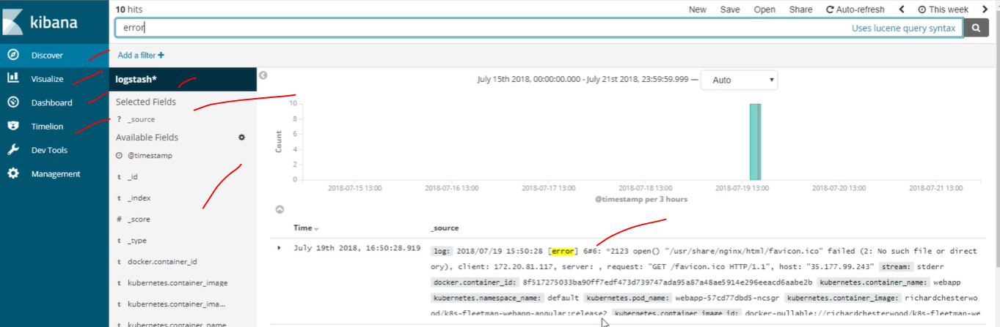 10 hits
New Save Open Share Auto-refresh This week
kibana
error
Uses lucene query syntax
Discover
Visualize
Dashboard
Timelion
Dev Tools
Management
Add a filter +
logstash*
Selected Fields
? _source
Available Fields
@timestamp
t _id
t _index
# _score
t _type
t docker.container_id
t kubernetes.container_image
t kubernetes.container_ima...
t kubernetes.container_name
July 15th 2018, 00:00:00.000 - July 21st 2018, 23:59:59.999 — Auto
Count
10
8
6
4
2
0
2018-07-15 13:00 2018-07-16 13:00 2018-07-17 13:00 2018-07-18 13:00 2018-07-19 13:00 2018-07-20 13:00 2018-07-21 13:00
@timestamp per 3 hours
Time _source
July 19th 2018, 16:50:28.919
log: 2018/07/19 15:50:28 [error] 6#6: *2123 open() "/usr/share/nginx/html/favicon.ico" failed (2: No such file or direct
ory), client: 172.20.81.117, server: , request: "GET /favicon.ico HTTP/1.1", host: "35.177.99.243" stream: stderr
docker.container_id: 8f517275033ba90ff7edf473d739747ada95a87a48ae5914e296eeacd6aabe2b kubernetes.container_name: webapp
kubernetes.namespace_name: default kubernetes.pod_name: webapp-57cd77dbd5-ncsgr kubernetes.container_image: richardchesterwo
od/k8s-fleetman-webapp-angular:release2 kubernetes.container_image_id: docker-pullable://richardchesterwood/k8s-fleetman-we